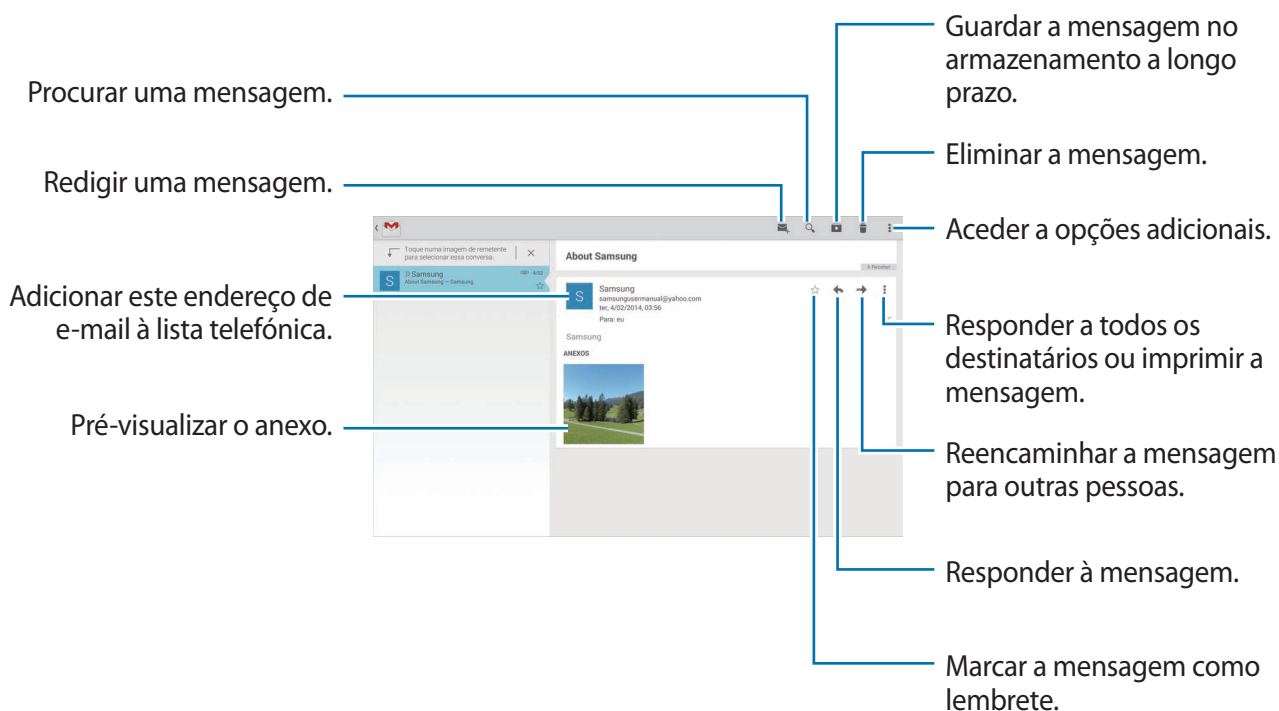 Guardar a mensagem no
armazenamento a longo
prazo.
Procurar uma mensagem.
Eliminar a mensagem.
Redigir uma mensagem.
Aceder a opções adicionais.
Toque numa imagem de remetente
para selecionar essa conversa.
About Samsung
A Receber
S
Samsung
4/02
About Samsung – Samsung
S
Samsung
samsungusermanual@yahoo.com
ter, 4/02/2014, 03:56
Para: eu
Adicionar este endereço de
e-mail à lista telefónica.
Samsung
ANEXOS
Responder a todos os
destinatários ou imprimir a
mensagem.
Pré-visualizar o anexo.
Reencaminhar a mensagem
para outras pessoas.
Responder à mensagem.
Marcar a mensagem como
lembrete.